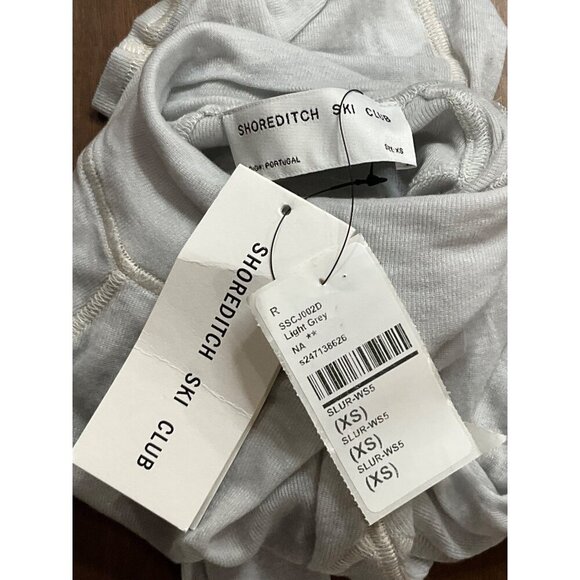 SHOREDITCH SKI CLUB
PORTUGAL
SIZE: XS
SHOREDITCH SKI CLUB
R
SSCJ002D
Light Grey
NA **
s247138626
SLUR-WS5
(XS)
SLUR-WS5
(XS)
SLUR-WS5
(XS)